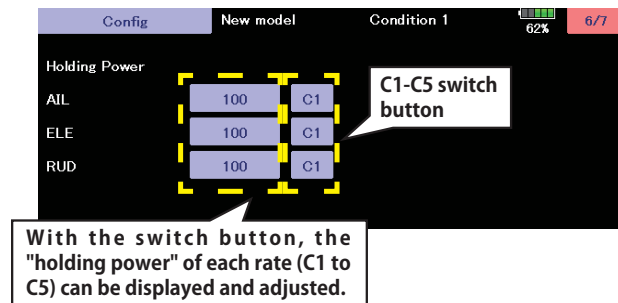 Config New model Condition 1 62% 6/7
Holding Power
AIL 100 C1
ELE 100 C1
RUD 100 C1
C1-C5 switch
button
With the switch button, the
"holding power" of each rate (C1 to
C5) can be displayed and adjusted.